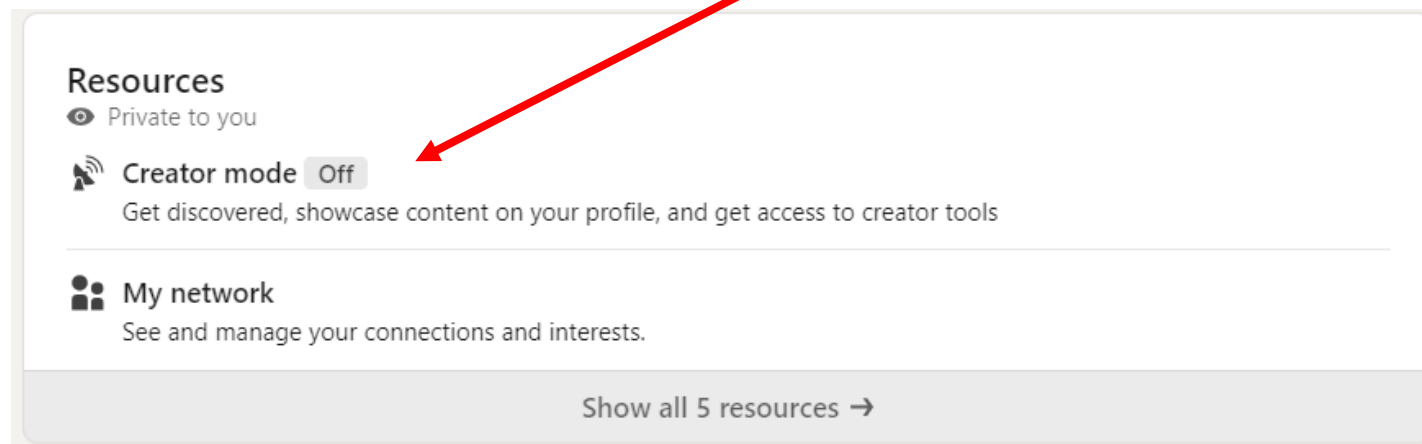 Resources
Private to you
Creator mode Off
Get discovered, showcase content on your profile, and get access to creator tools
My network
See and manage your connections and interests.
Show all 5 resources →